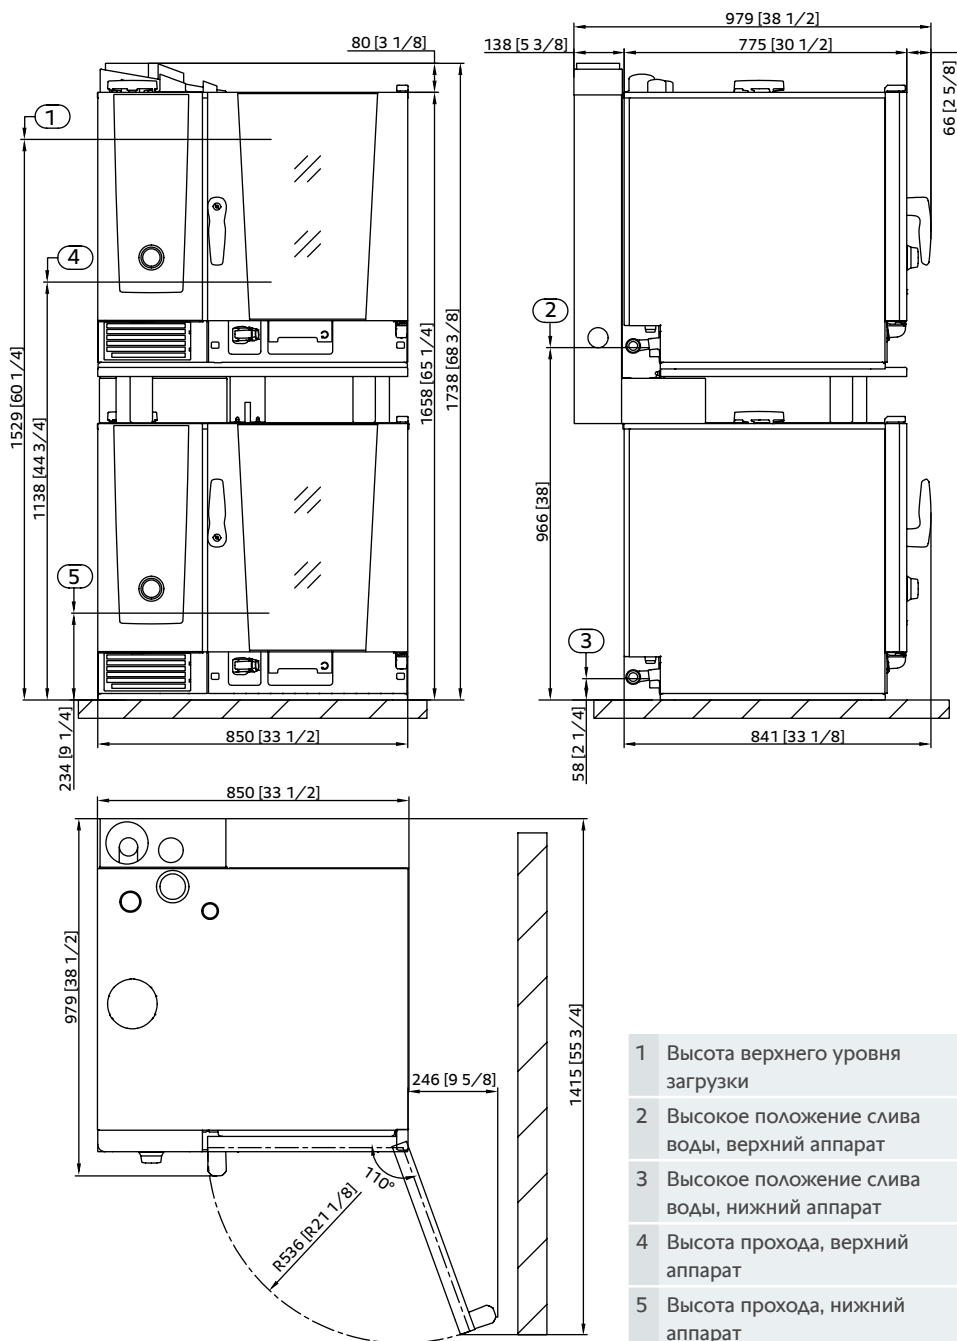 80 [3 1/8]
1
4
5
1529 [60 1/4]
1138 [44 3/4]
234 [9 1/4]
1658 [65 1/4]
1738 [68 3/8]
850 [33 1/2]
979 [38 1/2]
138 [5 3/8]
775 [30 1/2]
66 [2 5/8]
2
966 [38]
3
58 [2 1/4]
841 [33 1/8]
850 [33 1/2]
979 [38 1/2]
1415 [55 3/4]
246 [9 5/8]
110°
R536 [R21 1/8]
1 Высота верхнего уровня
загрузки
2 Высокое положение слива
воды, верхний аппарат
3 Высокое положение слива
воды, нижний аппарат
4 Высота прохода, верхний
аппарат
5 Высота прохода, нижний
аппарат